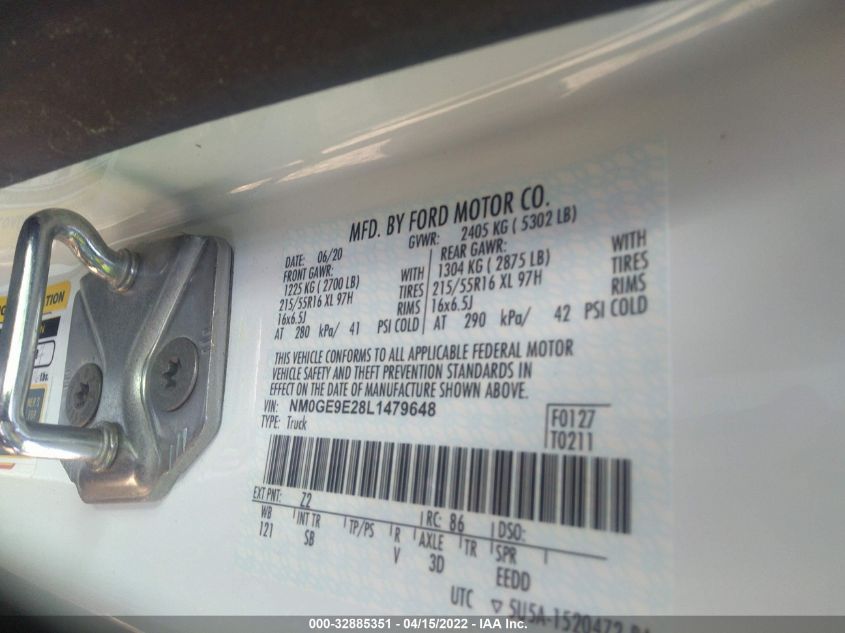 MFD. BY FORD MOTOR CO.
DATE: 06/20 GVWR: 2405 KG ( 5302 LB)
FRONT GAWR: REAR GAWR:
1225 KG ( 2700 LB) WITH 1304 KG ( 2875 LB) WITH
215/55R16 XL 97H TIRES 215/55R16 XL 97H TIRES
16x6.5J RIMS 16x6.5J RIMS
AT 280 kPa/ 41 PSI COLD AT 290 kPa/ 42 PSI COLD
THIS VEHICLE CONFORMS TO ALL APPLICABLE FEDERAL MOTOR
VEHICLE SAFETY AND THEFT PREVENTION STANDARDS IN
EFFECT ON THE DATE OF MANUFACTURE SHOWN ABOVE.
VIN: NM0GE9E28L1479648
TYPE: Truck
F0127
T0211
EXT PNT: Z2 RC: 86 DSO:
WB INT TR TP/PS R AXLE TR SPR
121 SB V 3D EEDD
UTC
000-32885351 - 04/15/2022 - IAA Inc.